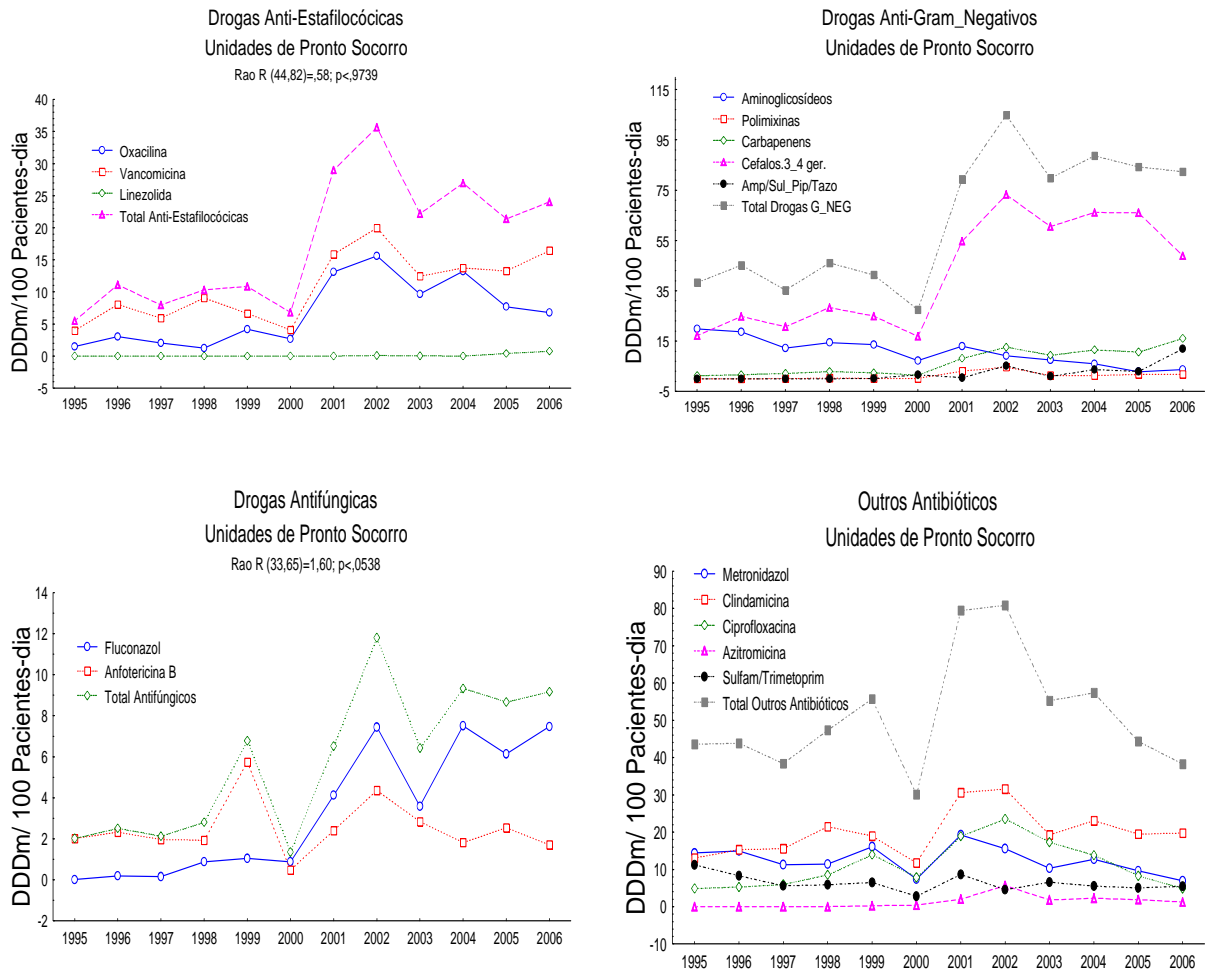 Drogas Anti-Estafilocócicas
Unidades de Pronto Socorro
Rao R (44,82)=,58; p<,9739
DDDm/100 Pacientes-dia
40
35
30
25
20
15
10
5
0
-5
Oxacilina
Vancomicina
Linezolida
Total Anti-Estafilocócicas
1995 1996 1997 1998 1999 2000 2001 2002 2003 2004 2005 2006
Drogas Anti-Gram_Negativos
Unidades de Pronto Socorro
DDDm/100 Pacientes-dia
115
95
75
55
35
15
-5
Aminoglicosídeos
Polimixinas
Carbapenens
Cefalos.3_4 ger.
Amp/Sul_Pip/Tazo
Total Drogas G_NEG
1995 1996 1997 1998 1999 2000 2001 2002 2003 2004 2005 2006
Drogas Antifúngicas
Unidades de Pronto Socorro
Rao R (33,65)=1,60; p<,0538
DDDm/ 100 Pacientes-dia
14
12
10
8
6
4
2
0
-2
Fluconazol
Anfotericina B
Total Antifúngicos
1995 1996 1997 1998 1999 2000 2001 2002 2003 2004 2005 2006
Outros Antibióticos
Unidades de Pronto Socorro
DDDm/ 100 Pacientes-dia
90
80
70
60
50
40
30
20
10
0
-10
Metronidazol
Clindamicina
Ciprofloxacina
Azitromicina
Sulfam/Trimetoprim
Total Outros Antibióticos
1995 1996 1997 1998 1999 2000 2001 2002 2003 2004 2005 2006